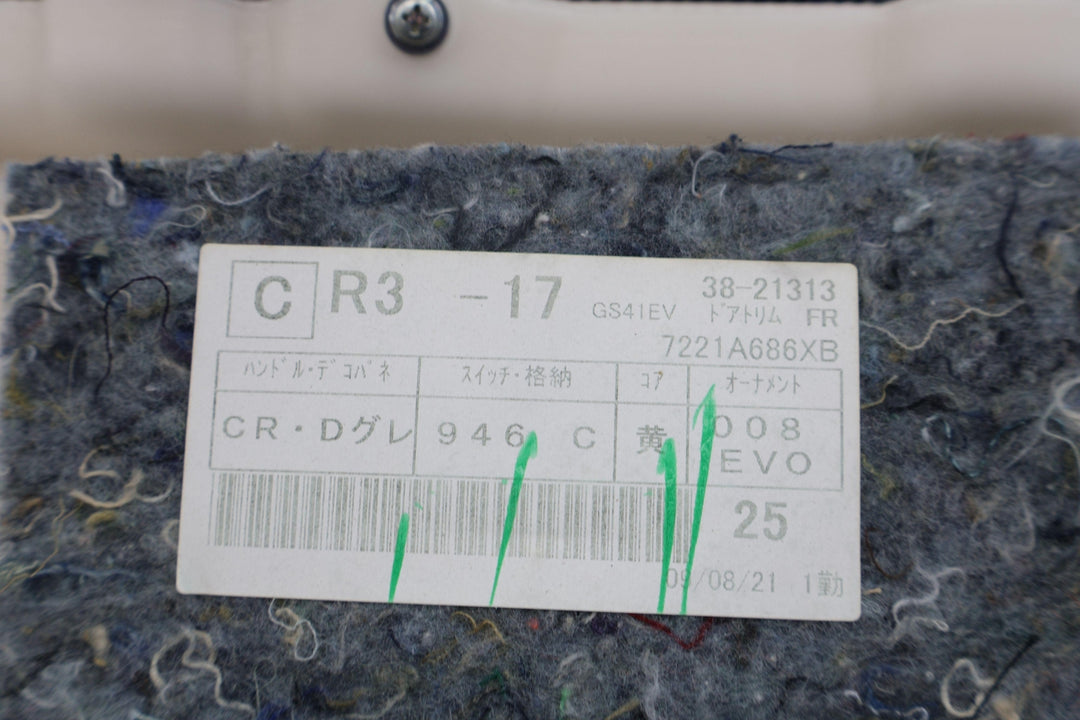 C R3 -17 GS41EV 38-21313
ドアトリム FR
7221A686XB
ハンドル・デコパネ スイッチ・格納 コア オーナメント
CR・Dグレ 946 C 黄 008
EVO
25
09/08/21 1勤